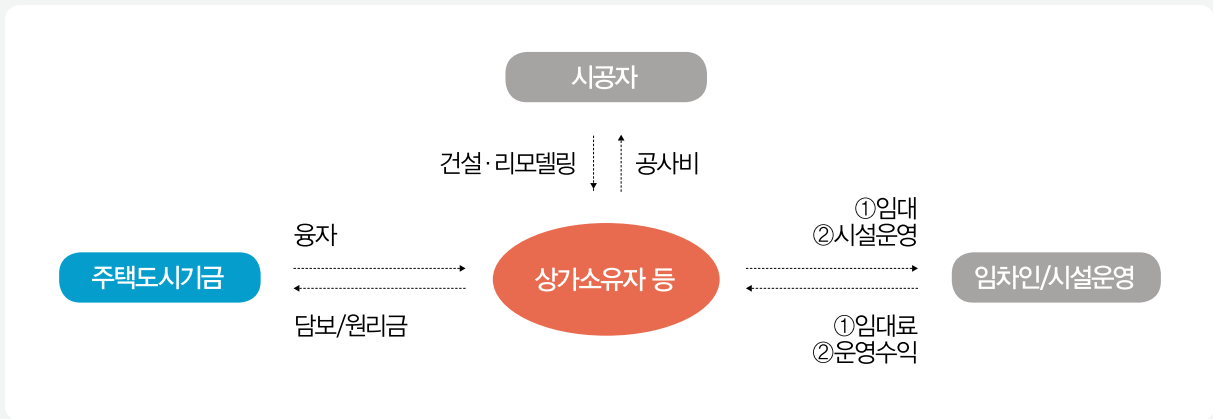 시공자
건설·리모델링
공사비
①임대
②시설운영
융자
주택도시기금
상가소유자 등
임차인/시설운영
담보/원리금
①임대료
②운영수익